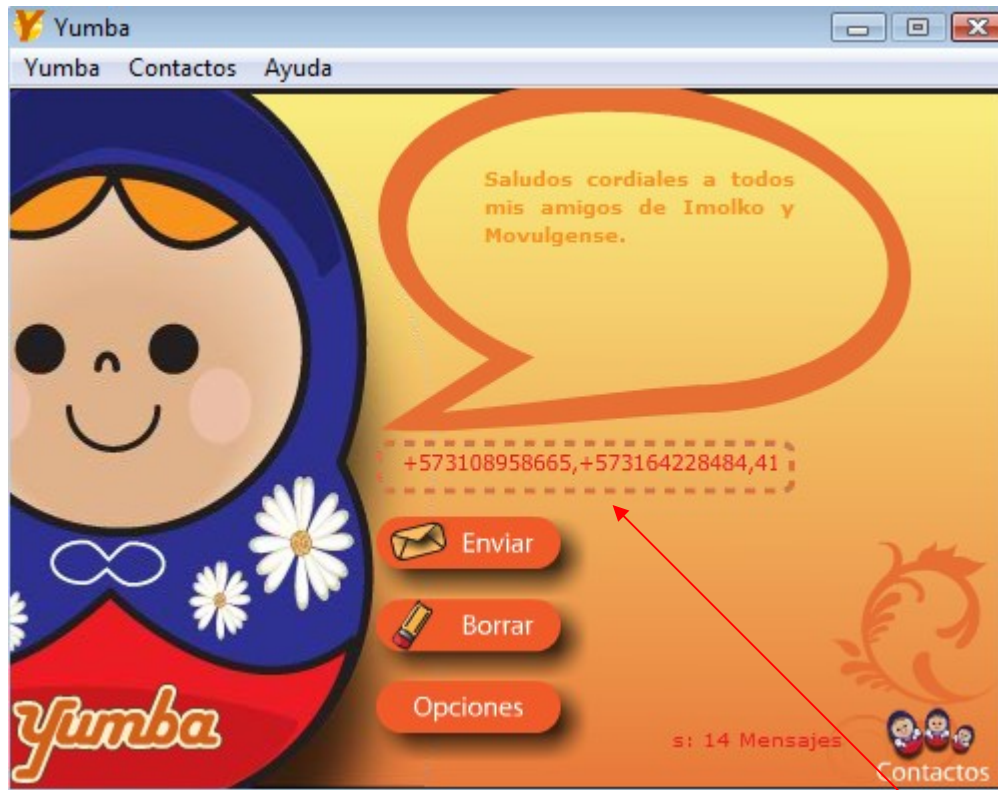 Yumba
Yumba Contactos Ayuda
Saludos cordiales a todos
mis amigos de Imolko y
Movulgense.
+573108958665,+573164228484,41
Enviar
Borrar
Opciones
Yumba
s: 14 Mensajes
Contactos